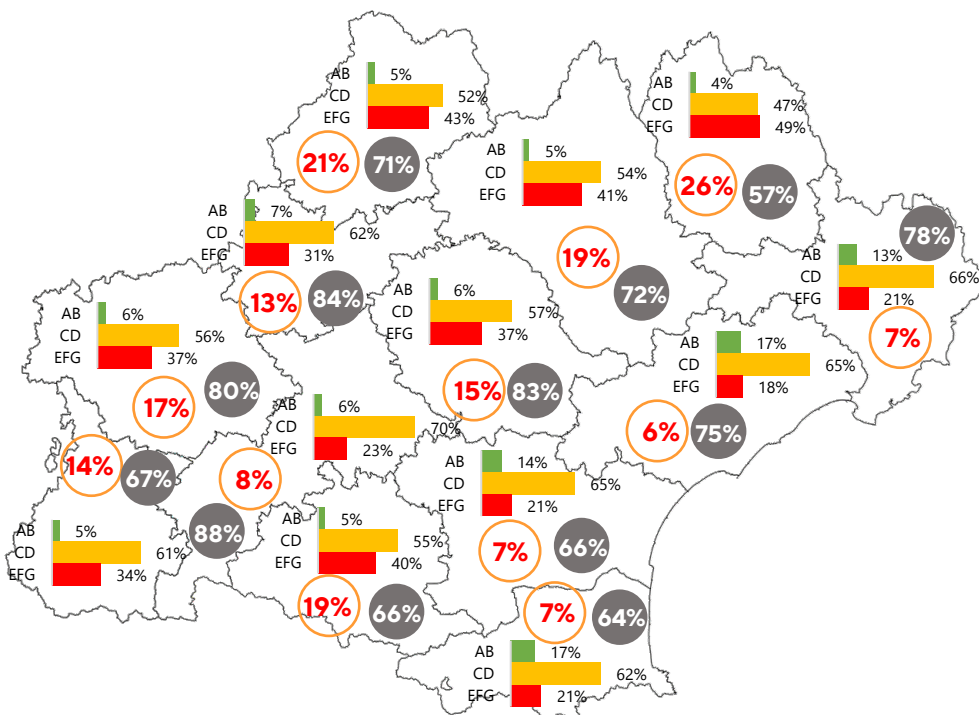 AB 5%
CD 52%
EFG 43%
21% 71%
AB 4%
CD 47%
EFG 49%
26% 57%
AB 5%
CD 54%
EFG 41%
19%
72%
AB 7%
CD 62%
EFG 31%
13% 84%
78%
AB 13%
CD 66%
EFG 21%
7%
AB 6%
CD 57%
EFG 37%
15% 83%
AB 6%
CD 56%
EFG 37%
80%
17%
AB 17%
CD 65%
EFG 18%
6% 75%
AB 6%
CD 70%
EFG 23%
8%
88%
14% 67%
AB 5%
CD 61%
EFG 34%
AB 14%
CD 65%
EFG 21%
7% 66%
AB 5%
CD 55%
EFG 40%
19% 66%
7% 64%
AB 17%
CD 62%
EFG 21%